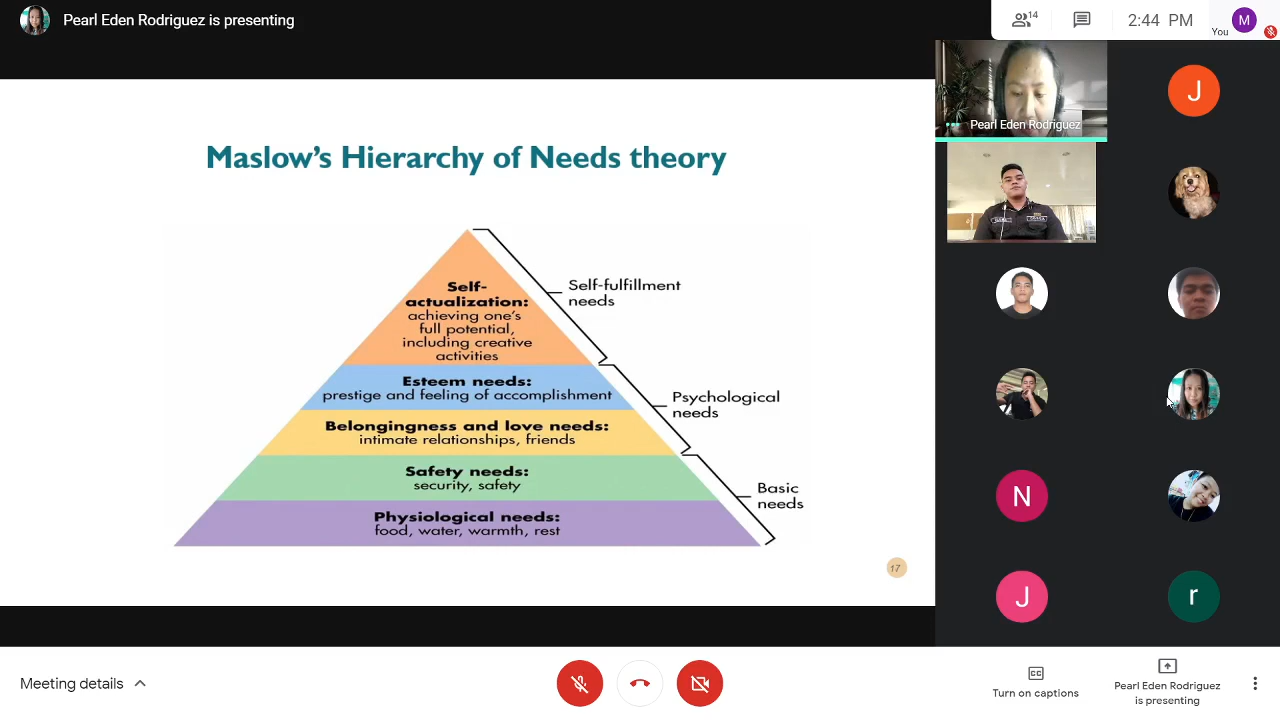 Pearl Eden Rodriguez is presenting
14
2:44 PM
You
M
Maslow's Hierarchy of Needs theory
Self-
actualization:
achieving one's
full potential,
including creative
activities
Self-fulfillment
needs
Esteem needs:
prestige and feeling of accomplishment
Psychological
needs
Belongingness and love needs:
intimate relationships, friends
Safety needs:
security, safety
Basic
needs
Physiological needs:
food, water, warmth, rest
17
Pearl Eden Rodriguez
J
N
J
r
Meeting details
CC
Turn on captions
Pearl Eden Rodriguez
is presenting